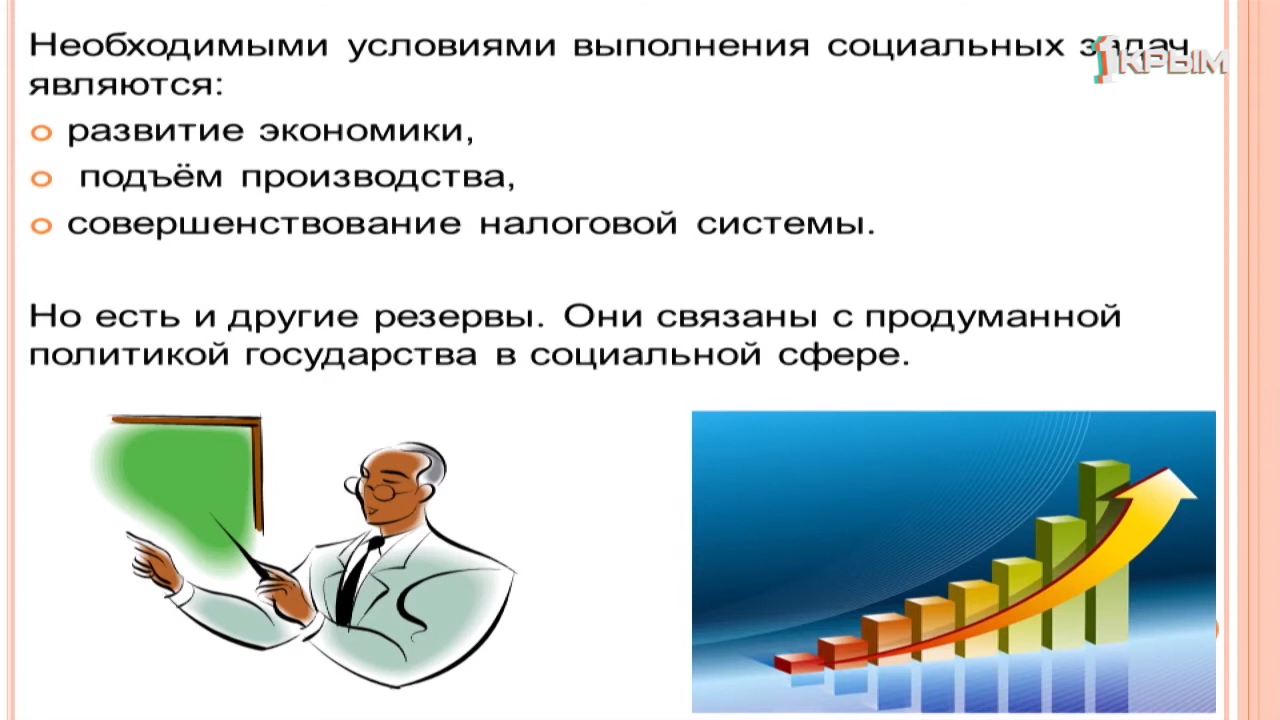 Необходимыми условиями выполнения социальных задач
являются:
развитие экономики,
подъём производства,
совершенствование налоговой системы.
Но есть и другие резервы. Они связаны с продуманной
политикой государства в социальной сфере.
1КРЫМ